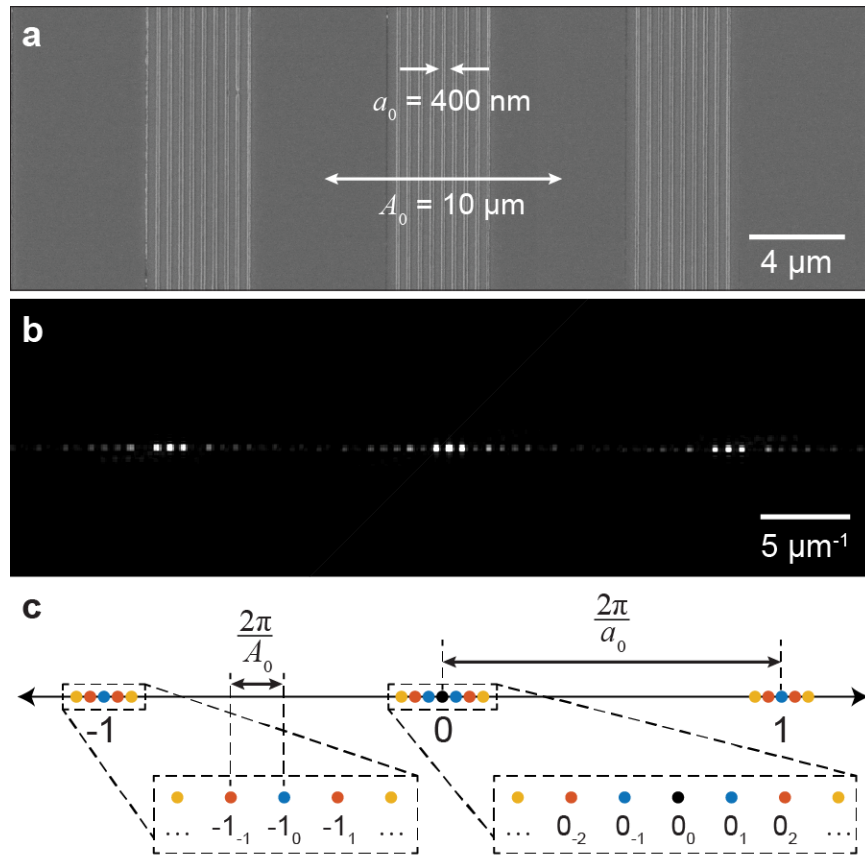 a
a₀ = 400 nm
A₀ = 10 μm
4 μm
b
5 μm⁻¹
c
2π
A₀
2π
a₀
-1 0 1
... -1₋₁ -1₀ -1₁ ... ... 0₋₂ 0₋₁ 0₀ 0₁ 0₂ ...